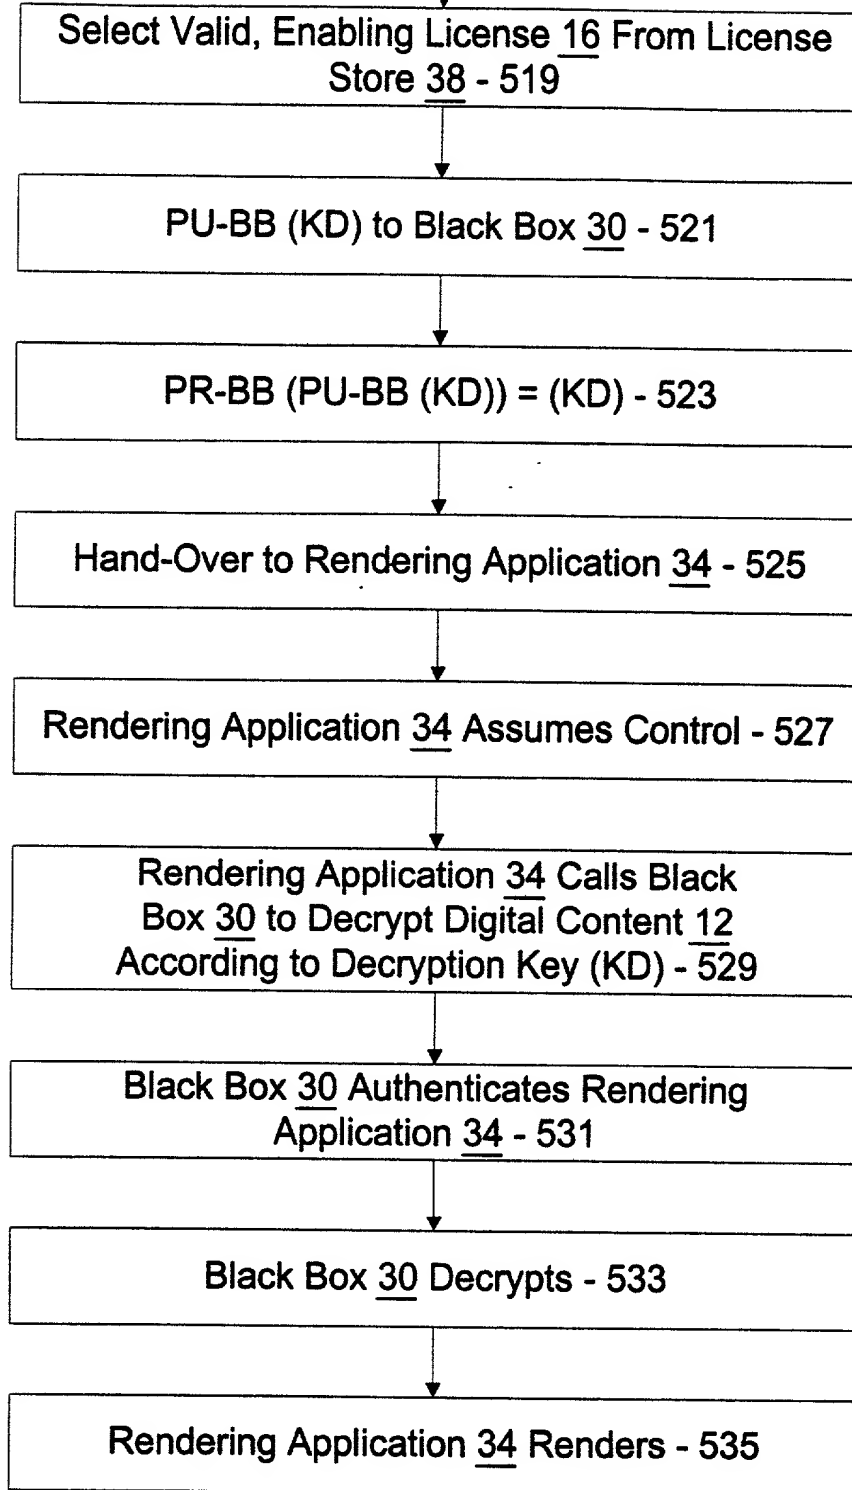 Select Valid, Enabling License 16 From License
Store 38 - 519
PU-BB (KD) to Black Box 30 - 521
PR-BB (PU-BB (KD)) = (KD) - 523
Hand-Over to Rendering Application 34 - 525
Rendering Application 34 Assumes Control - 527
Rendering Application 34 Calls Black
Box 30 to Decrypt Digital Content 12
According to Decryption Key (KD) - 529
Black Box 30 Authenticates Rendering
Application 34 - 531
Black Box 30 Decrypts - 533
Rendering Application 34 Renders - 535